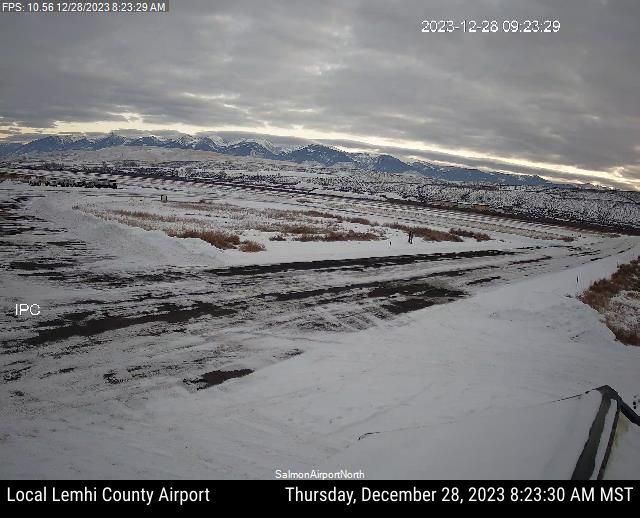 FPS: 10.56 12/28/2023 8:23:29 AM
2023-12-28 09:23:29
IPC
SalmonAirportNorth
Local Lemhi County Airport Thursday, December 28, 2023 8:23:30 AM MST